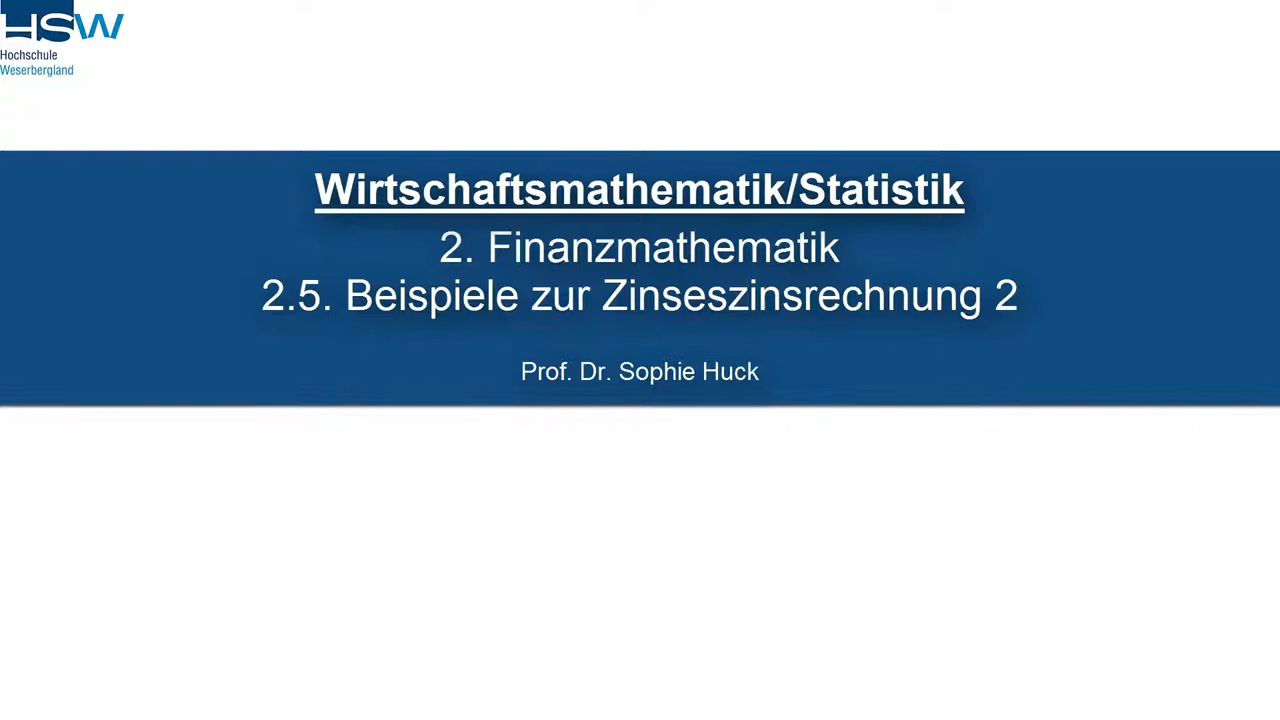 HSW
Hochschule
Weserbergland
Wirtschaftsmathematik/Statistik
2. Finanzmathematik
2.5. Beispiele zur Zinseszinsrechnung 2
Prof. Dr. Sophie Huck